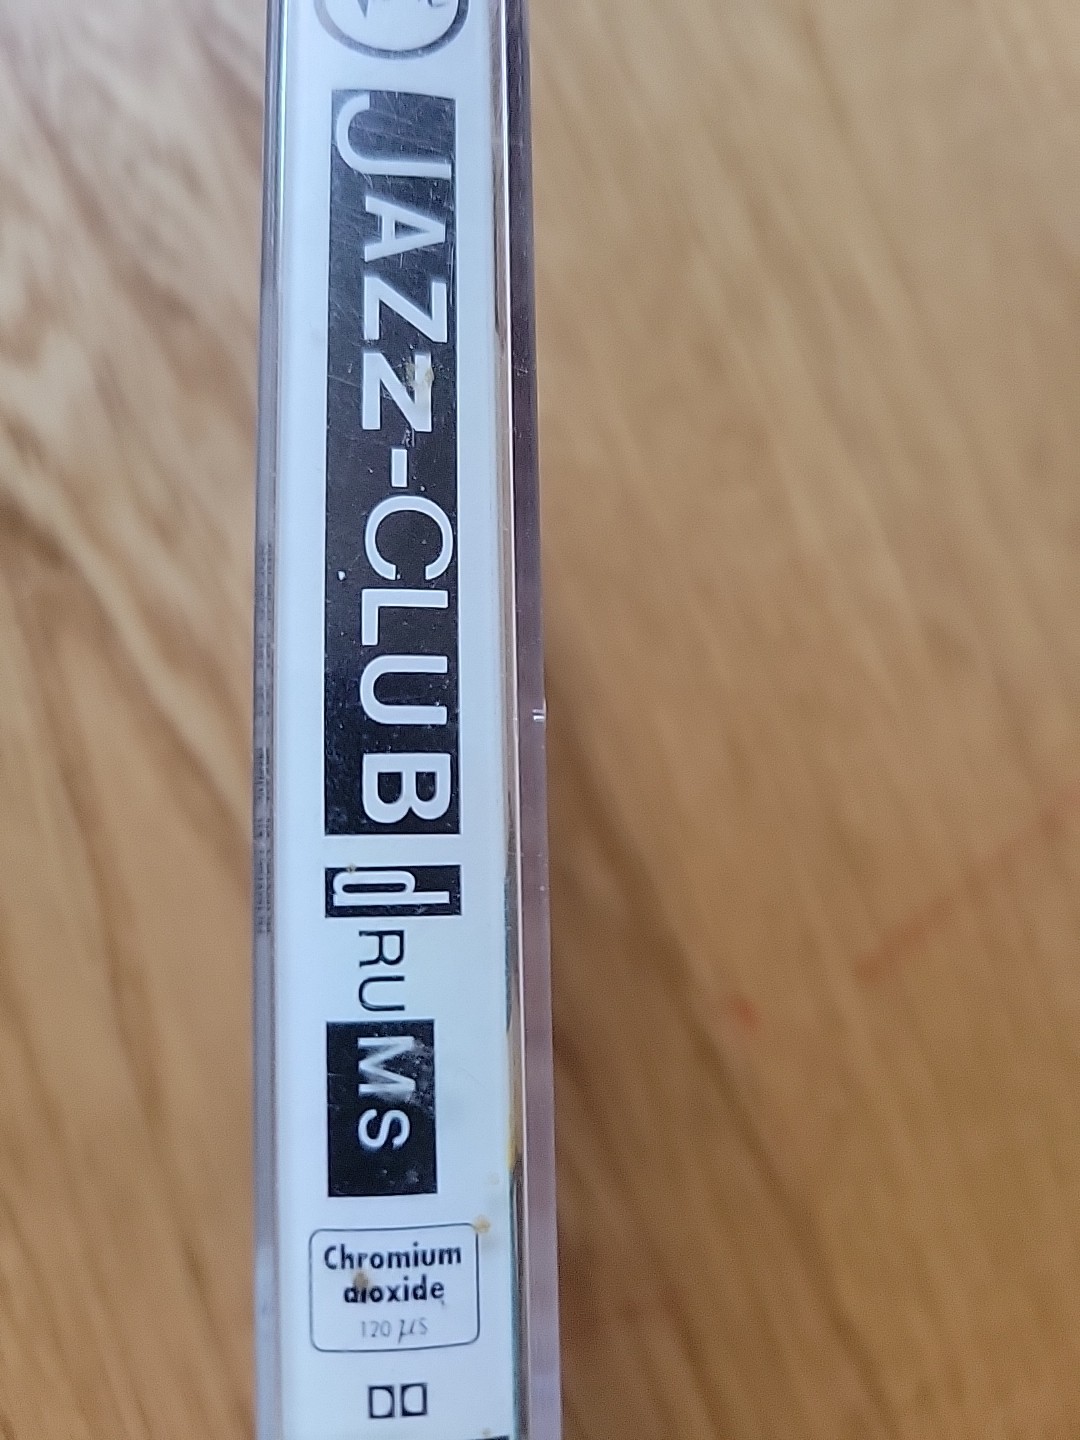 JAZZ-CLUB
dRUMS
Chromium
dioxide
120 µs